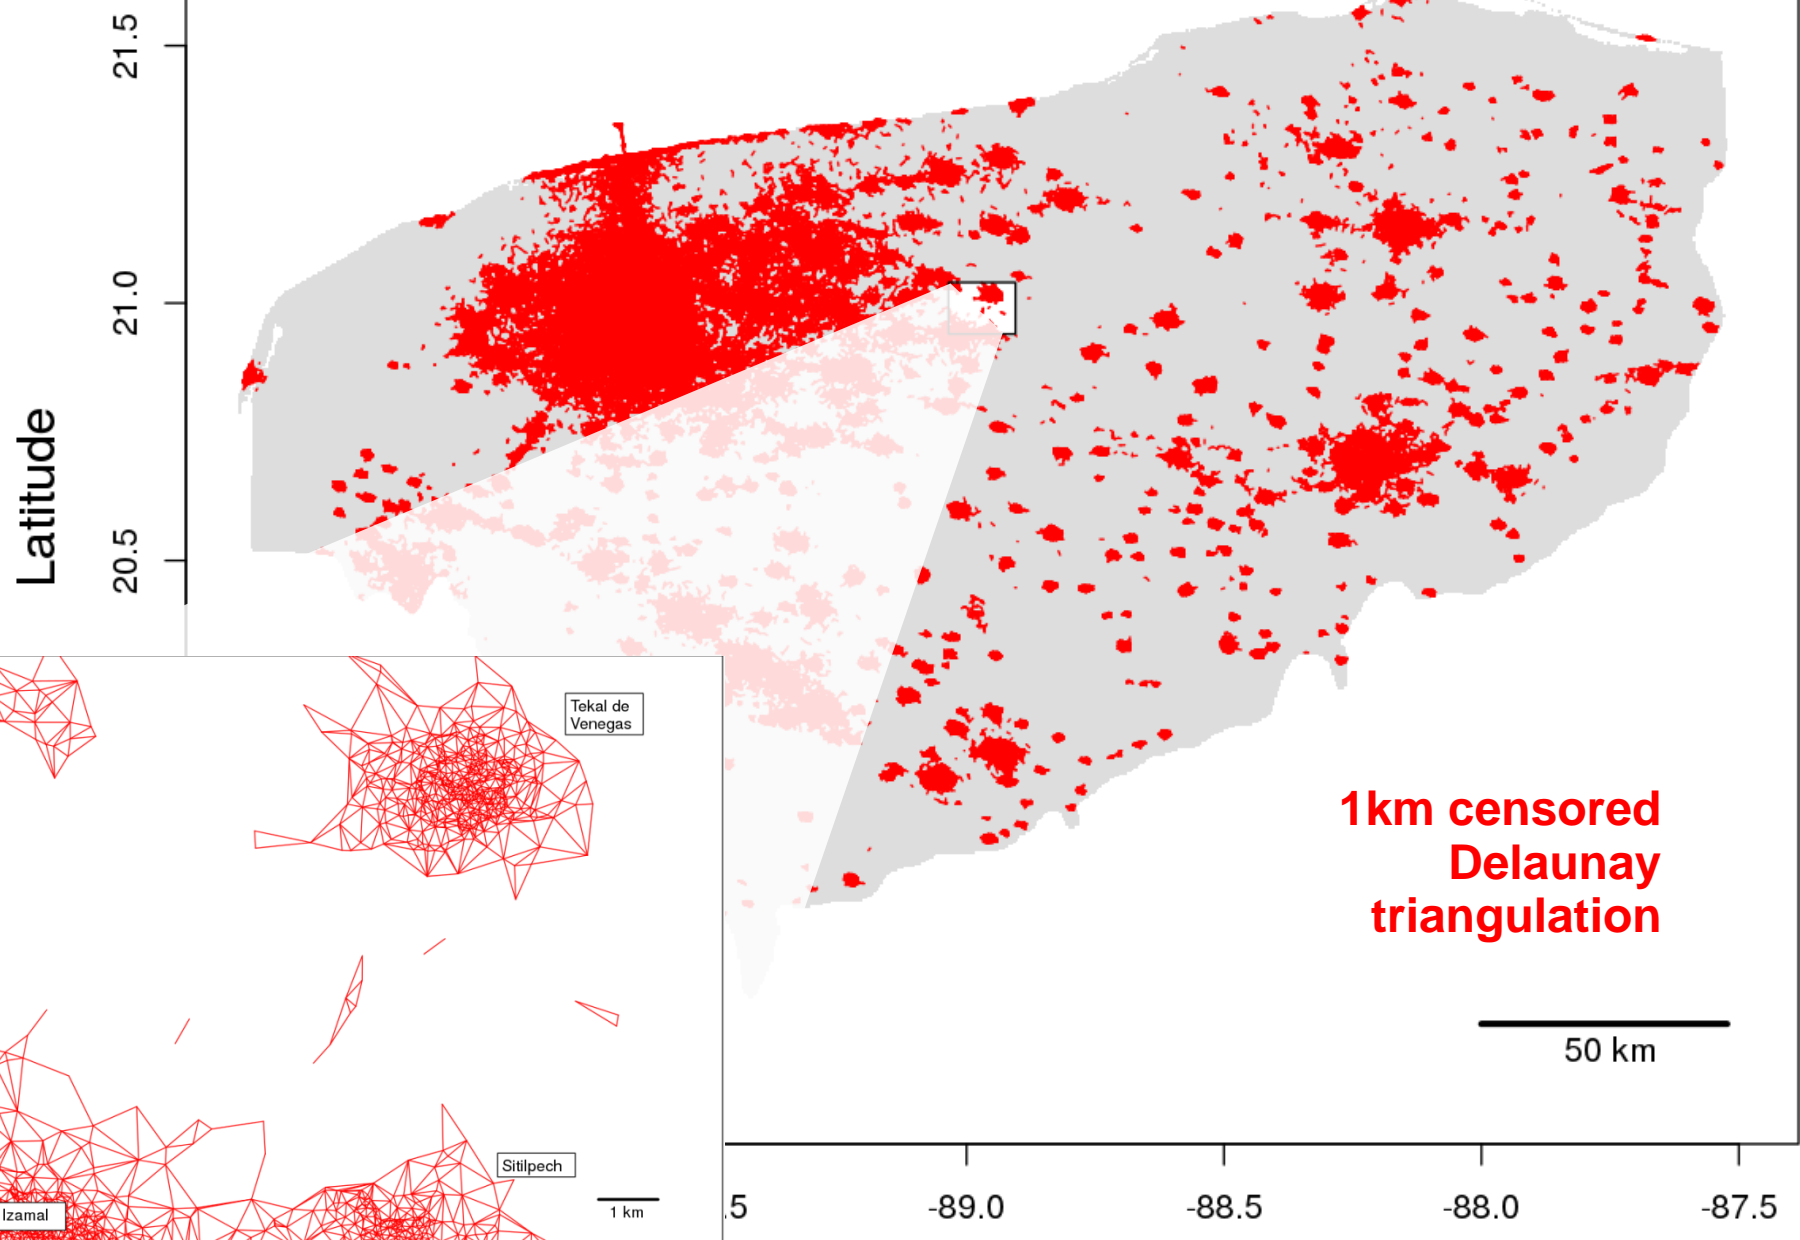 21.5
21.0
20.5
Latitude
Tekal de
Venegas
Sitilpech
Izamal
1 km
1km censored
Delaunay
triangulation
50 km
.5
-89.0
-88.5
-88.0
-87.5